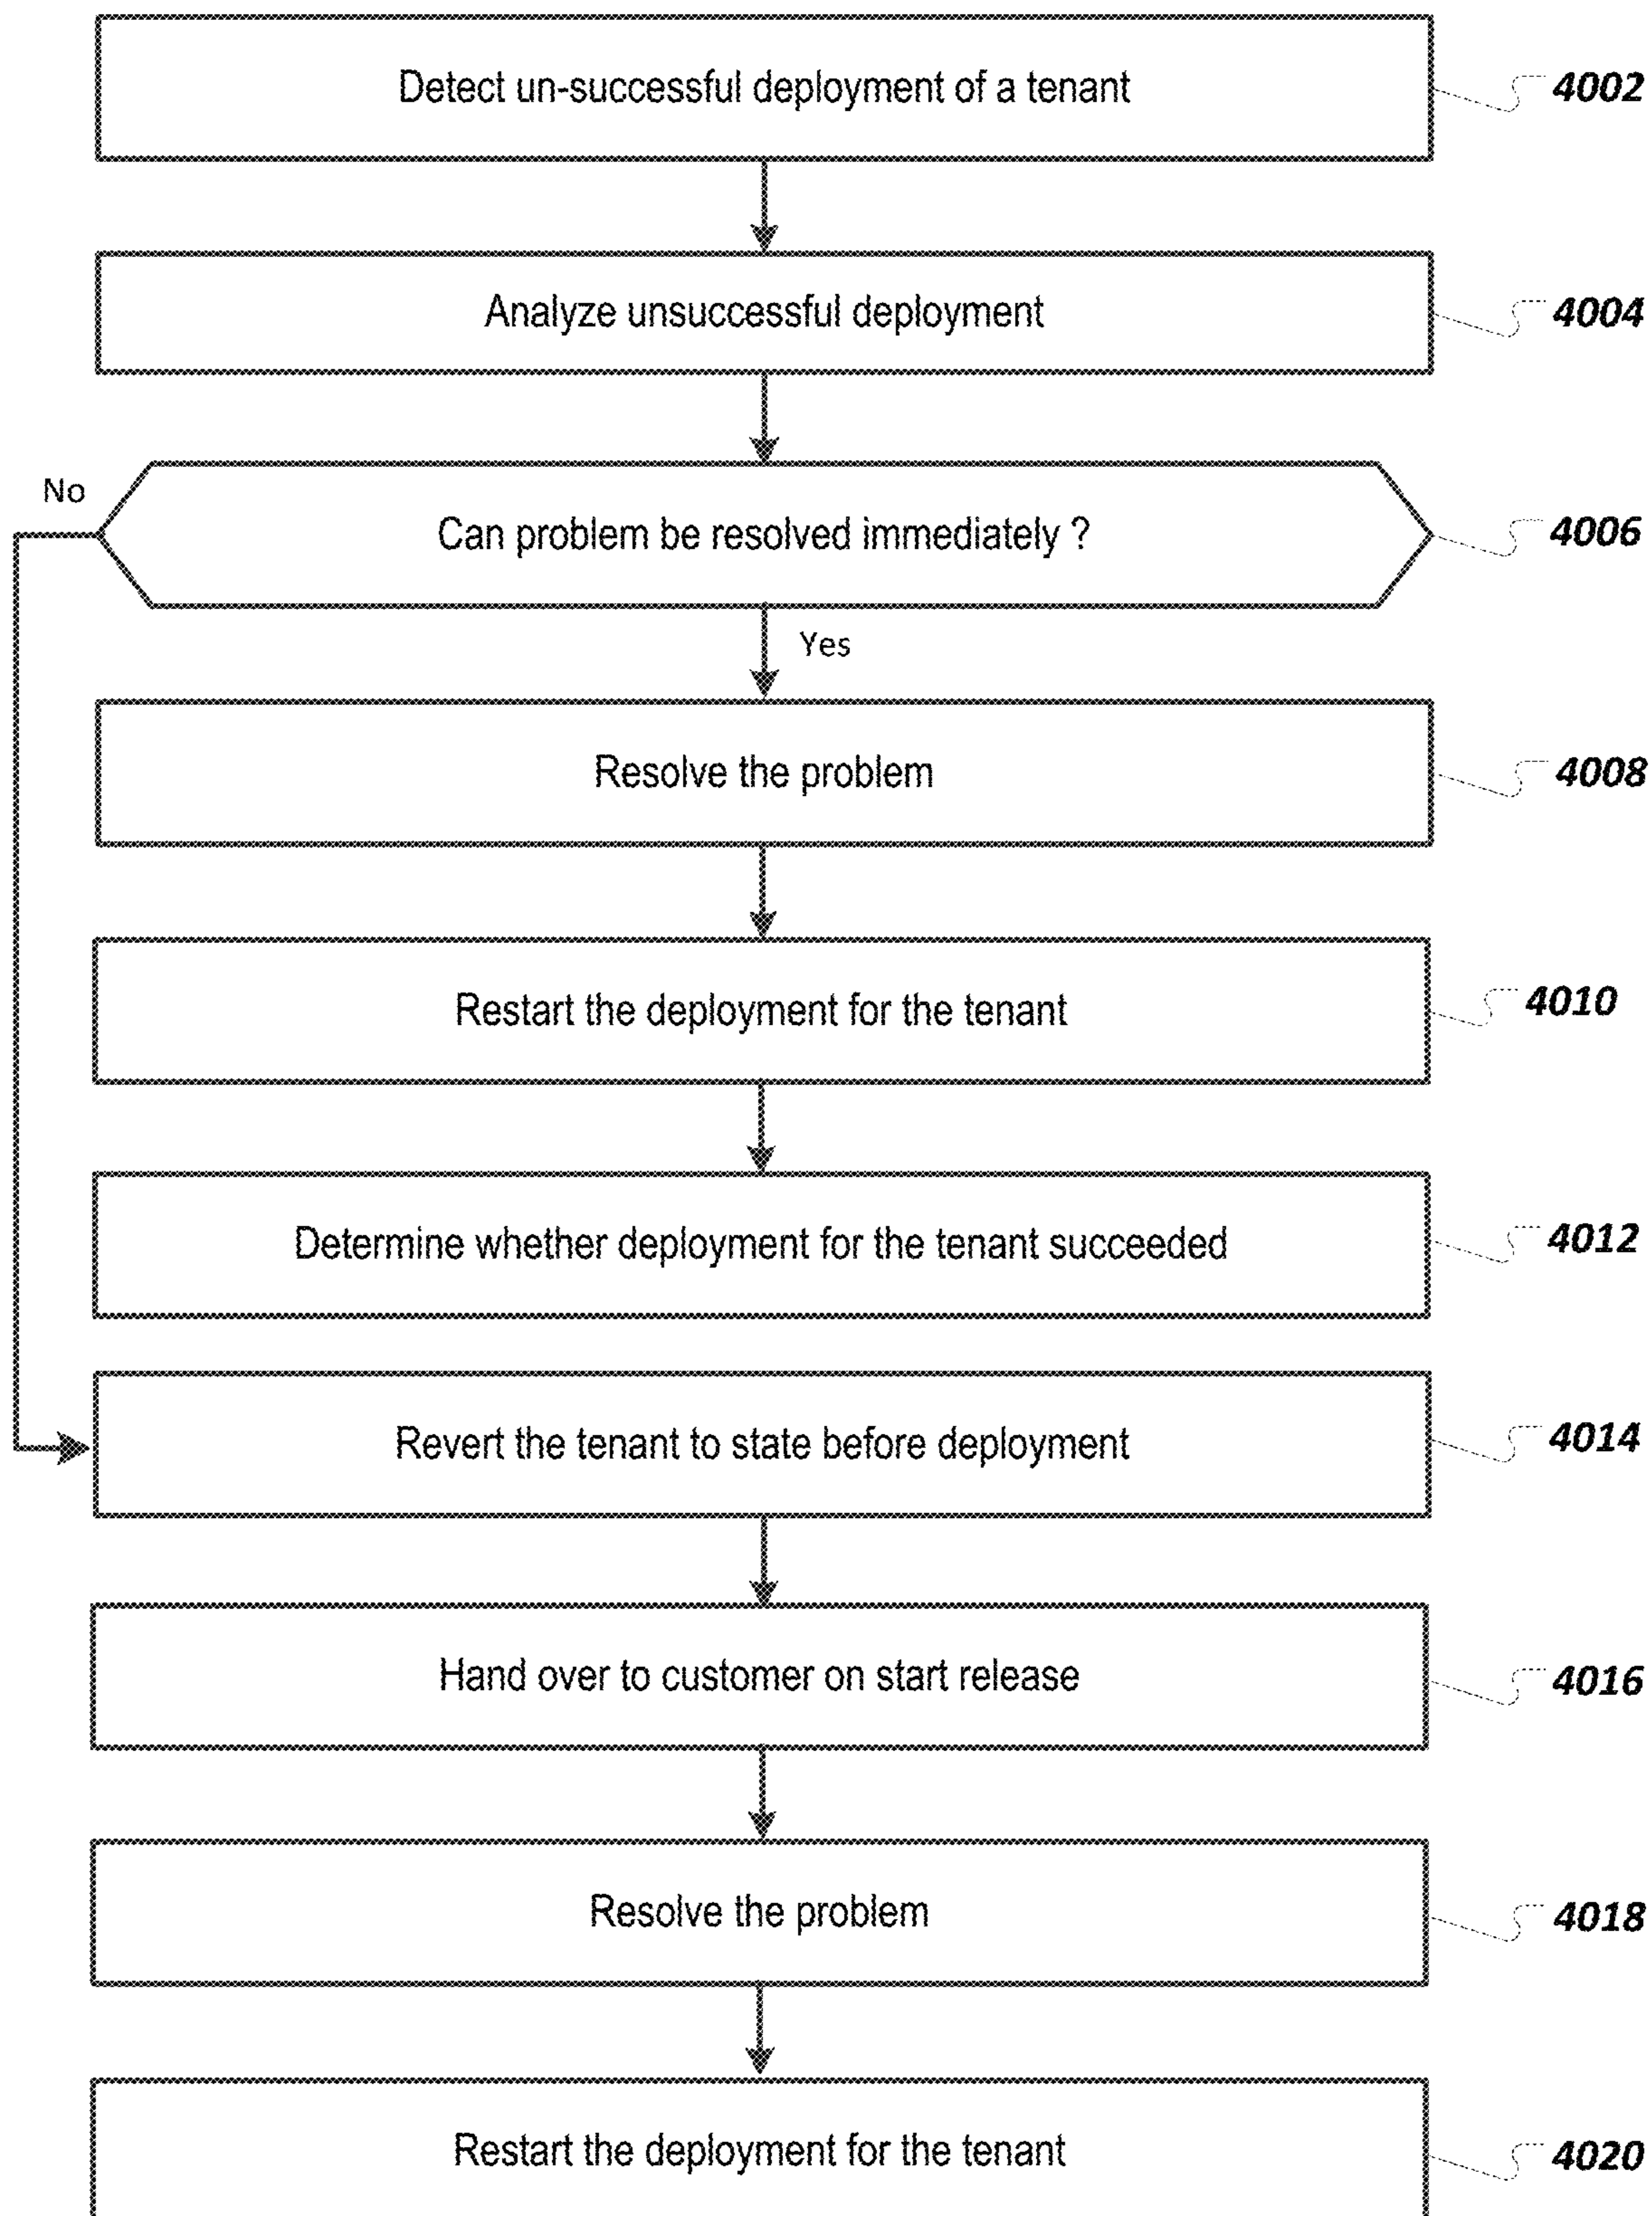 Detect un-successful deployment of a tenant 4002
Analyze unsuccessful deployment 4004
No
Can problem be resolved immediately ? 4006
Yes
Resolve the problem 4008
Restart the deployment for the tenant 4010
Determine whether deployment for the tenant succeeded 4012
Revert the tenant to state before deployment 4014
Hand over to customer on start release 4016
Resolve the problem 4018
Restart the deployment for the tenant 4020